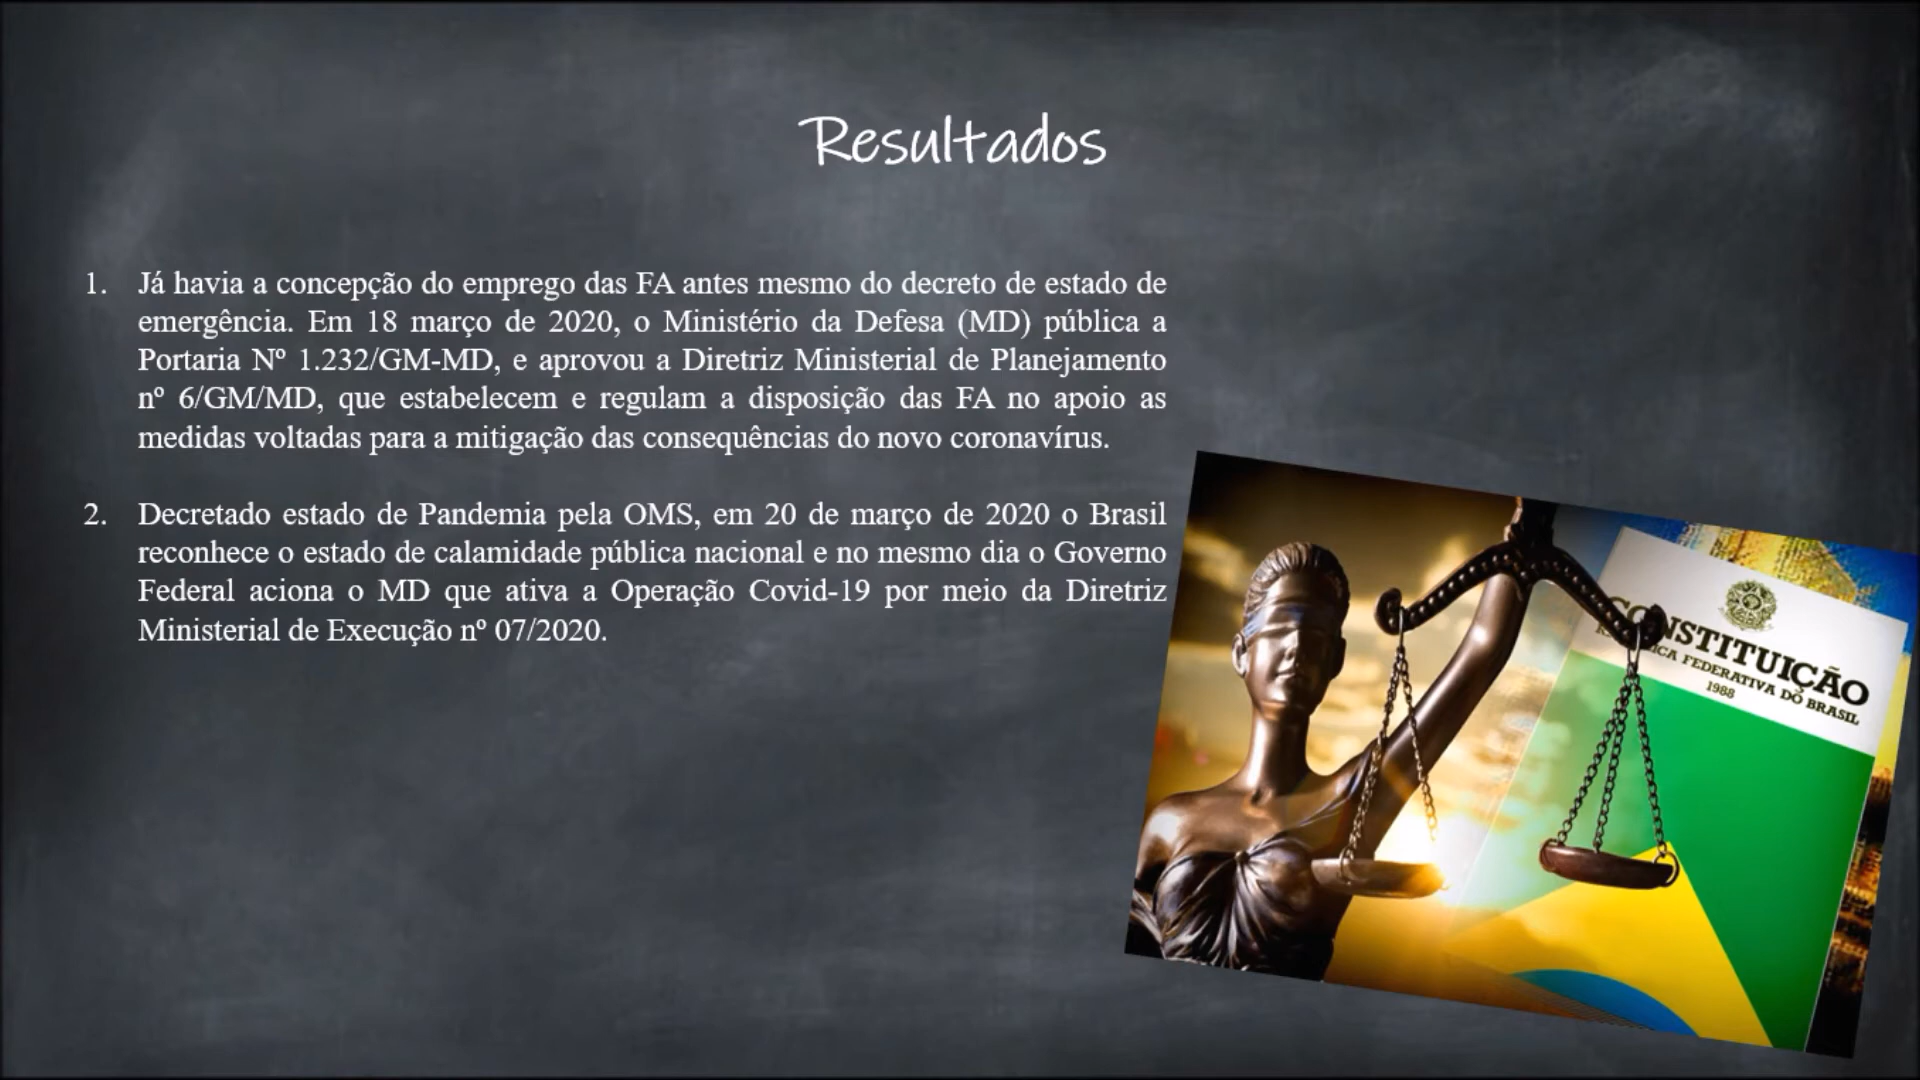 Resultados
1. Já havia a concepção do emprego das FA antes mesmo do decreto de estado de
emergência. Em 18 março de 2020, o Ministério da Defesa (MD) pública a
Portaria Nº 1.232/GM-MD, e aprovou a Diretriz Ministerial de Planejamento
nº 6/GM/MD, que estabelecem e regulam a disposição das FA no apoio as
medidas voltadas para a mitigação das consequências do novo coronavírus.
2. Decretado estado de Pandemia pela OMS, em 20 de março de 2020 o Brasil
reconhece o estado de calamidade pública nacional e no mesmo dia o Governo
Federal aciona o MD que ativa a Operação Covid-19 por meio da Diretriz
Ministerial de Execução nº 07/2020.
CONSTITUIÇÃO
FEDERATIVA DO BRASIL
1988